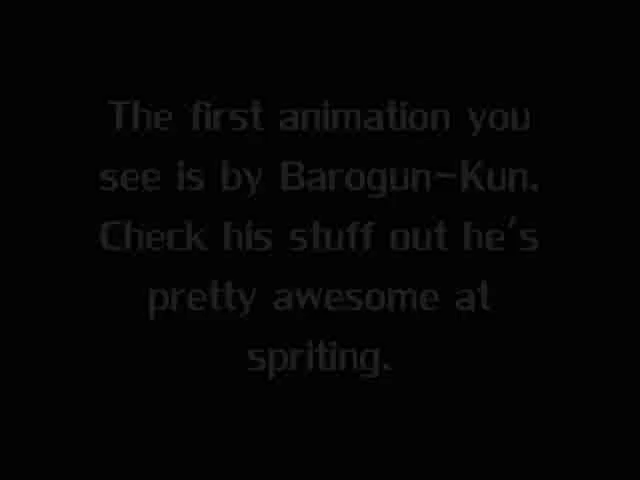 The first animation you
see is by Barogun-Kun.
Check his stuff out he's
pretty awesome at
spriting.